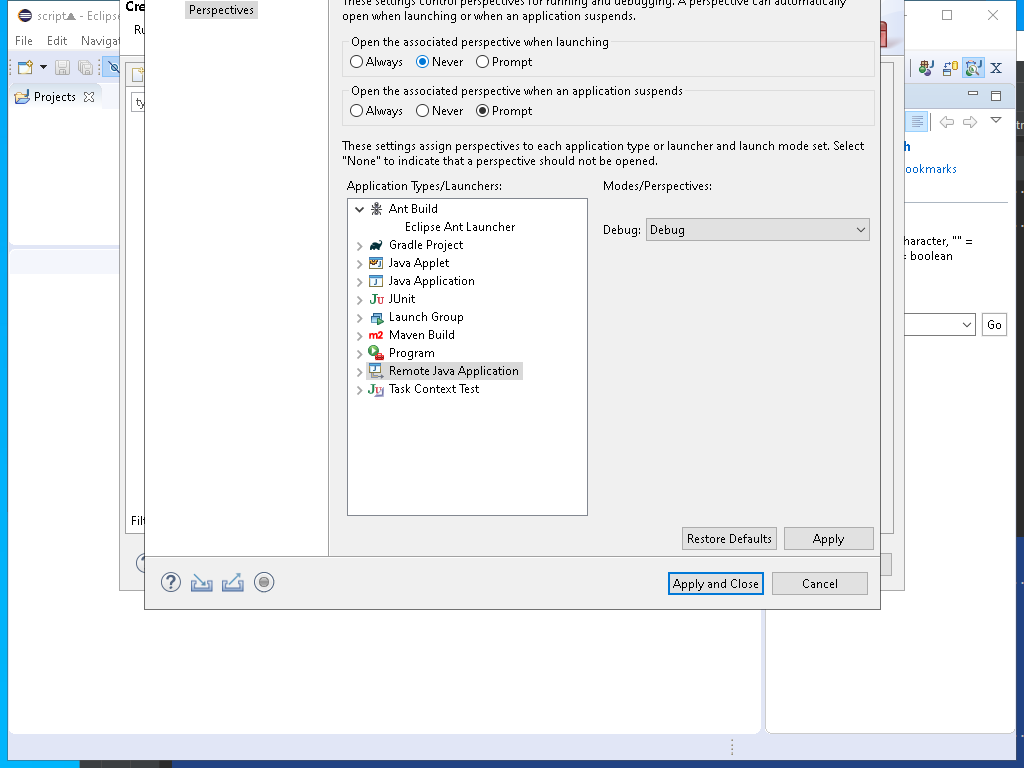 script - Eclips
Cre
Perspectives
These settings control perspectives for running and debugging. A perspective can automatically
open when launching or when an application suspends.
File Edit Navigat
Ru
Open the associated perspective when launching
Always Never Prompt
Open the associated perspective when an application suspends
Always Never Prompt
Projects
ty
These settings assign perspectives to each application type or launcher and launch mode set. Select
"None" to indicate that a perspective should not be opened.
h
ookmarks
Application Types/Launchers:
Modes/Perspectives:
Ant Build
Eclipse Ant Launcher
Debug: Debug
Gradle Project
Java Applet
Java Application
JUnit
Launch Group
Maven Build
Program
Remote Java Application
Task Context Test
haracter, "" =
= boolean
Go
Filt
Restore Defaults Apply
Apply and Close Cancel